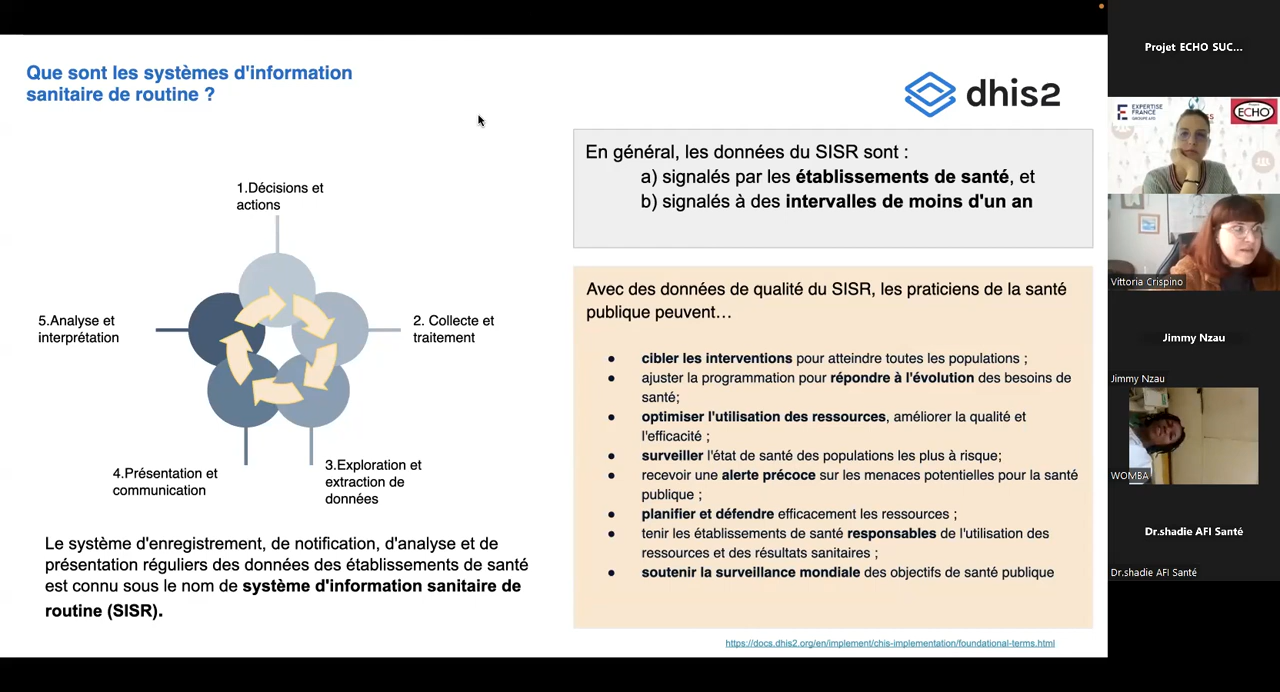 Que sont les systèmes d'information
sanitaire de routine ?
dhis2
1.Décisions et
actions
5.Analyse et
interprétation
2. Collecte et
traitement
4.Présentation et
communication
3.Exploration et
extraction de
données
Le système d'enregistrement, de notification, d'analyse et de
présentation réguliers des données des établissements de santé
est connu sous le nom de système d'information sanitaire de
routine (SISR).
En général, les données du SISR sont :
a) signalés par les établissements de santé, et
b) signalés à des intervalles de moins d'un an
Avec des données de qualité du SISR, les praticiens de la santé
publique peuvent…
● cibler les interventions pour atteindre toutes les populations ;
● ajuster la programmation pour répondre à l'évolution des besoins de
santé;
● optimiser l'utilisation des ressources, améliorer la qualité et
l'efficacité ;
● surveiller l'état de santé des populations les plus à risque;
● recevoir une alerte précoce sur les menaces potentielles pour la santé
publique ;
● planifier et défendre efficacement les ressources ;
● tenir les établissements de santé responsables de l'utilisation des
ressources et des résultats sanitaires ;
● soutenir la surveillance mondiale des objectifs de santé publique
https://docs.dhis2.org/en/implement/chis-implementation/foundational-terms.html
Projet ECHO SUC...
EXPERTISE
FRANCE
GROUPE AFD
ECHO
Vittoria Crispino
Jimmy Nzau
Jimmy Nzau
WOMBA
Dr.shadie AFI Santé
Dr.shadie AFI Santé